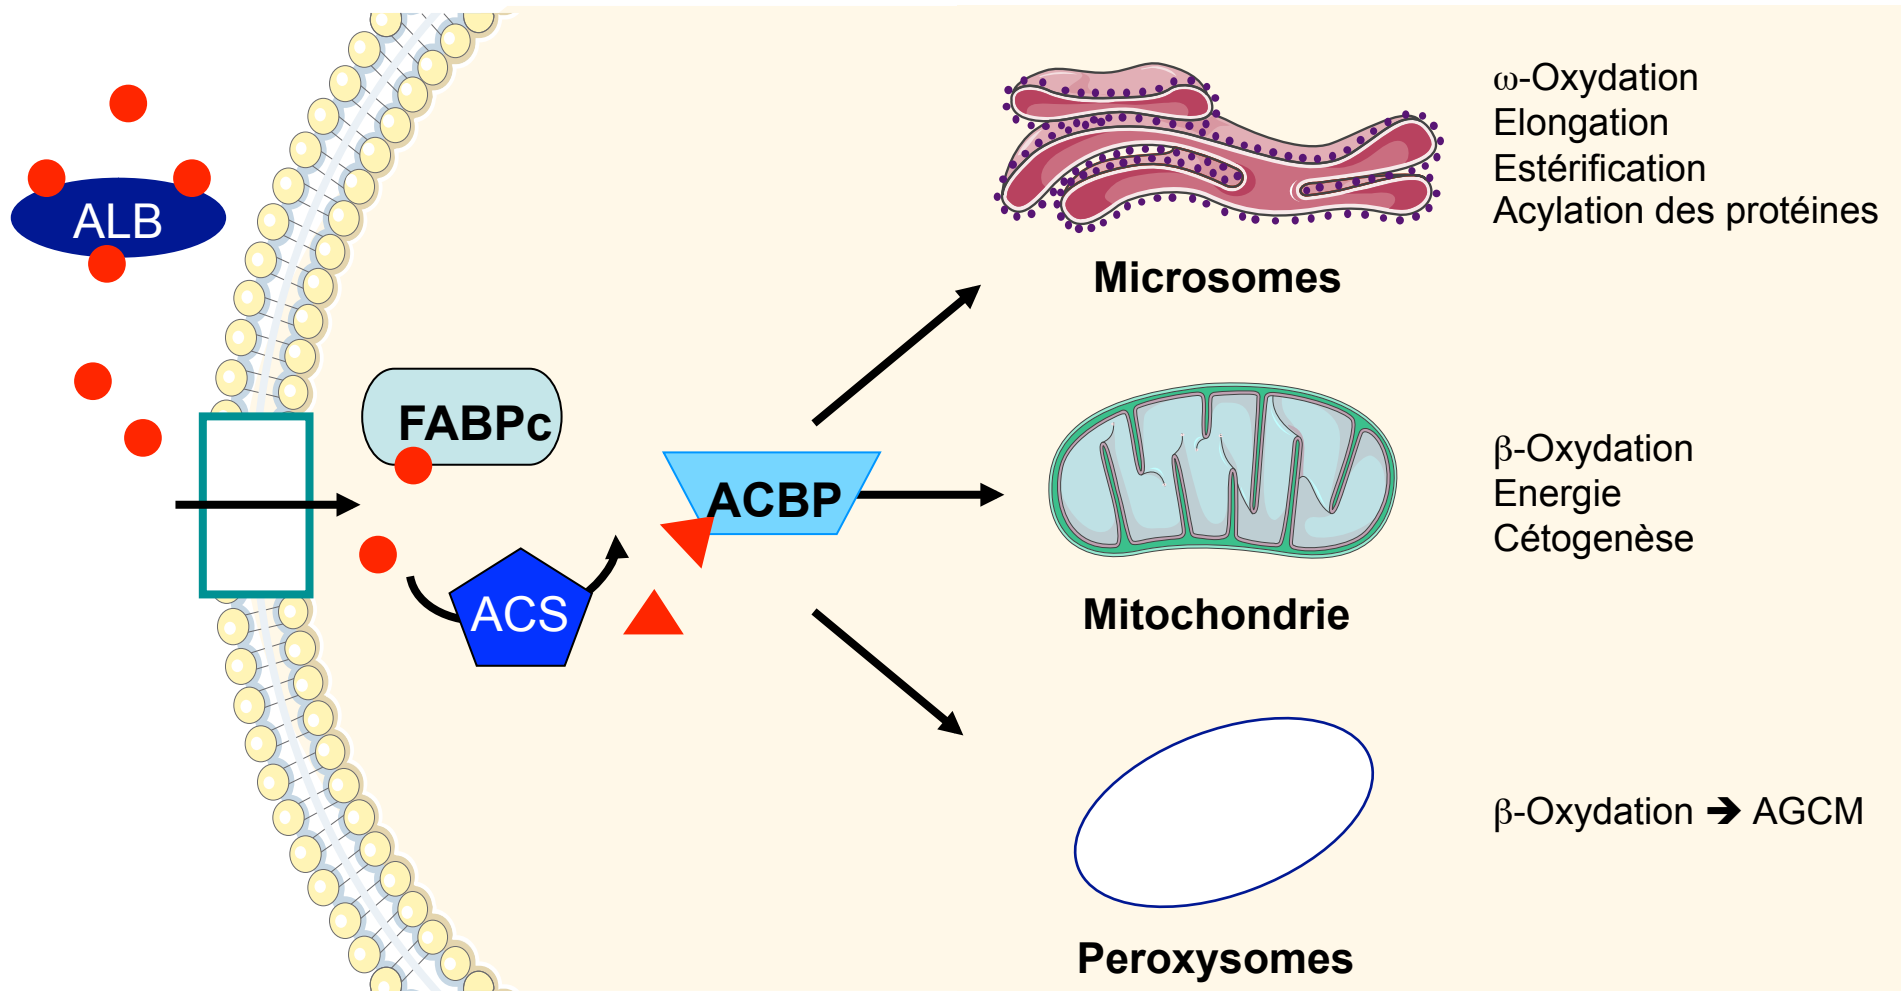 ALB
FABPc
ACS
ACBP
ω-Oxydation
Elongation
Estérification
Acylation des protéines
Microsomes
β-Oxydation
Energie
Cétogenèse
Mitochondrie
β-Oxydation ➔ AGCM
Peroxysomes